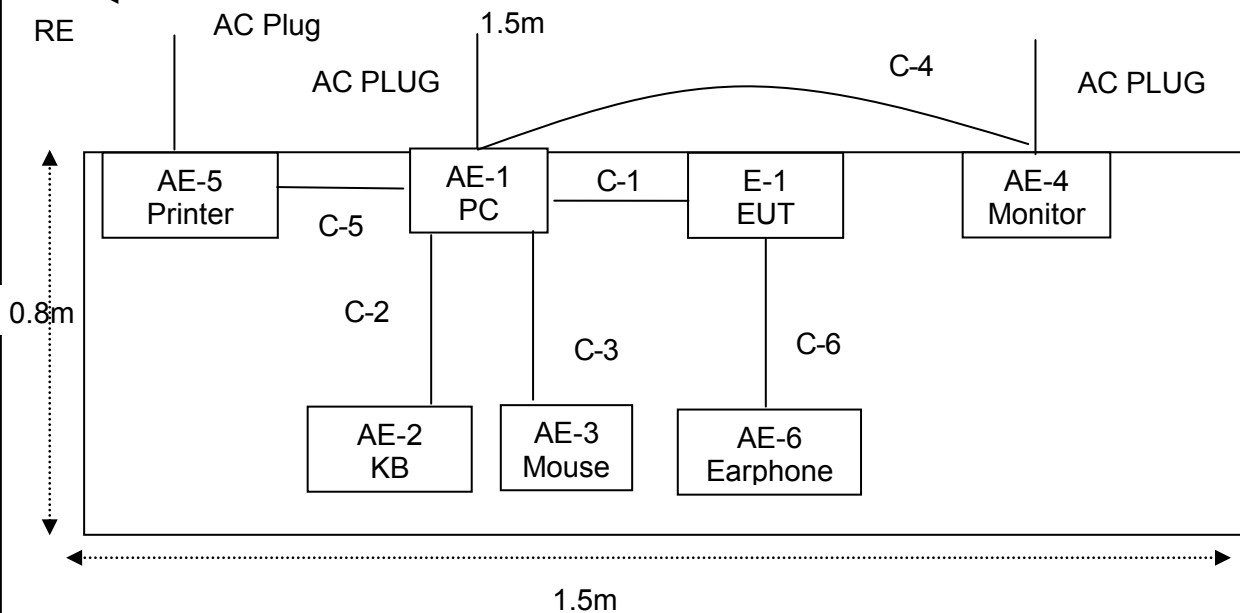 RE
AC Plug
1.5m
AC PLUG
C-4
AC PLUG
AE-5
Printer
AE-1
PC
C-1
E-1
EUT
AE-4
Monitor
C-5
C-2
0.8m
C-3
C-6
AE-2
KB
AE-3
Mouse
AE-6
Earphone
1.5m